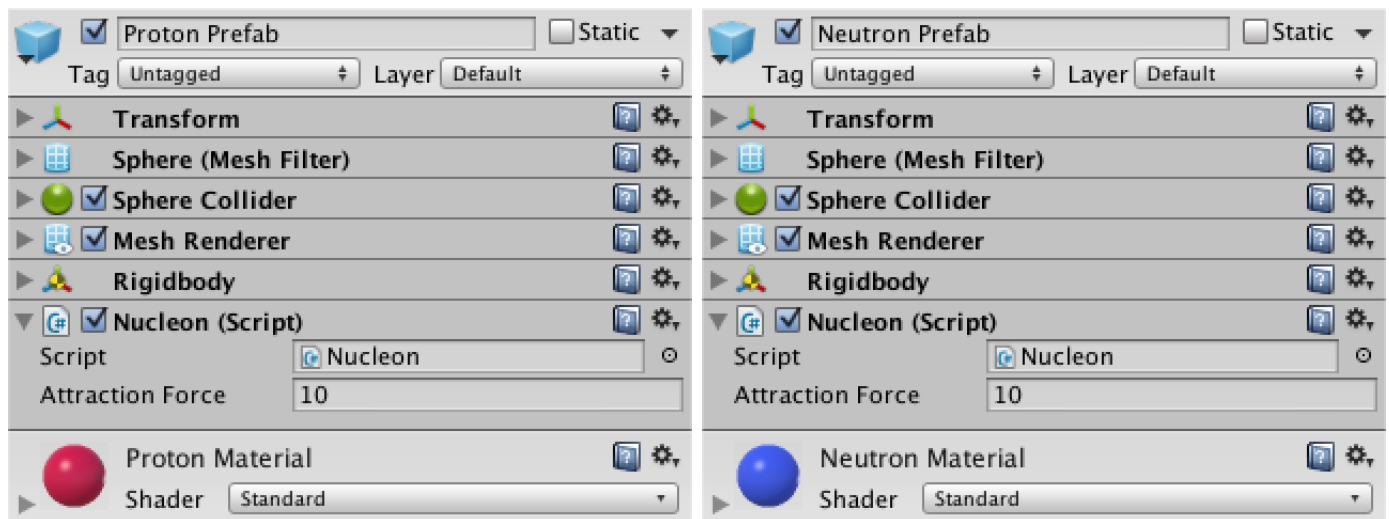 Proton Prefab
Static
Tag Untagged Layer Default
Transform
Sphere (Mesh Filter)
Sphere Collider
Mesh Renderer
Rigidbody
Nucleon (Script)
Script Nucleon
Attraction Force 10
Proton Material
Shader Standard
Neutron Prefab
Static
Tag Untagged Layer Default
Transform
Sphere (Mesh Filter)
Sphere Collider
Mesh Renderer
Rigidbody
Nucleon (Script)
Script Nucleon
Attraction Force 10
Neutron Material
Shader Standard